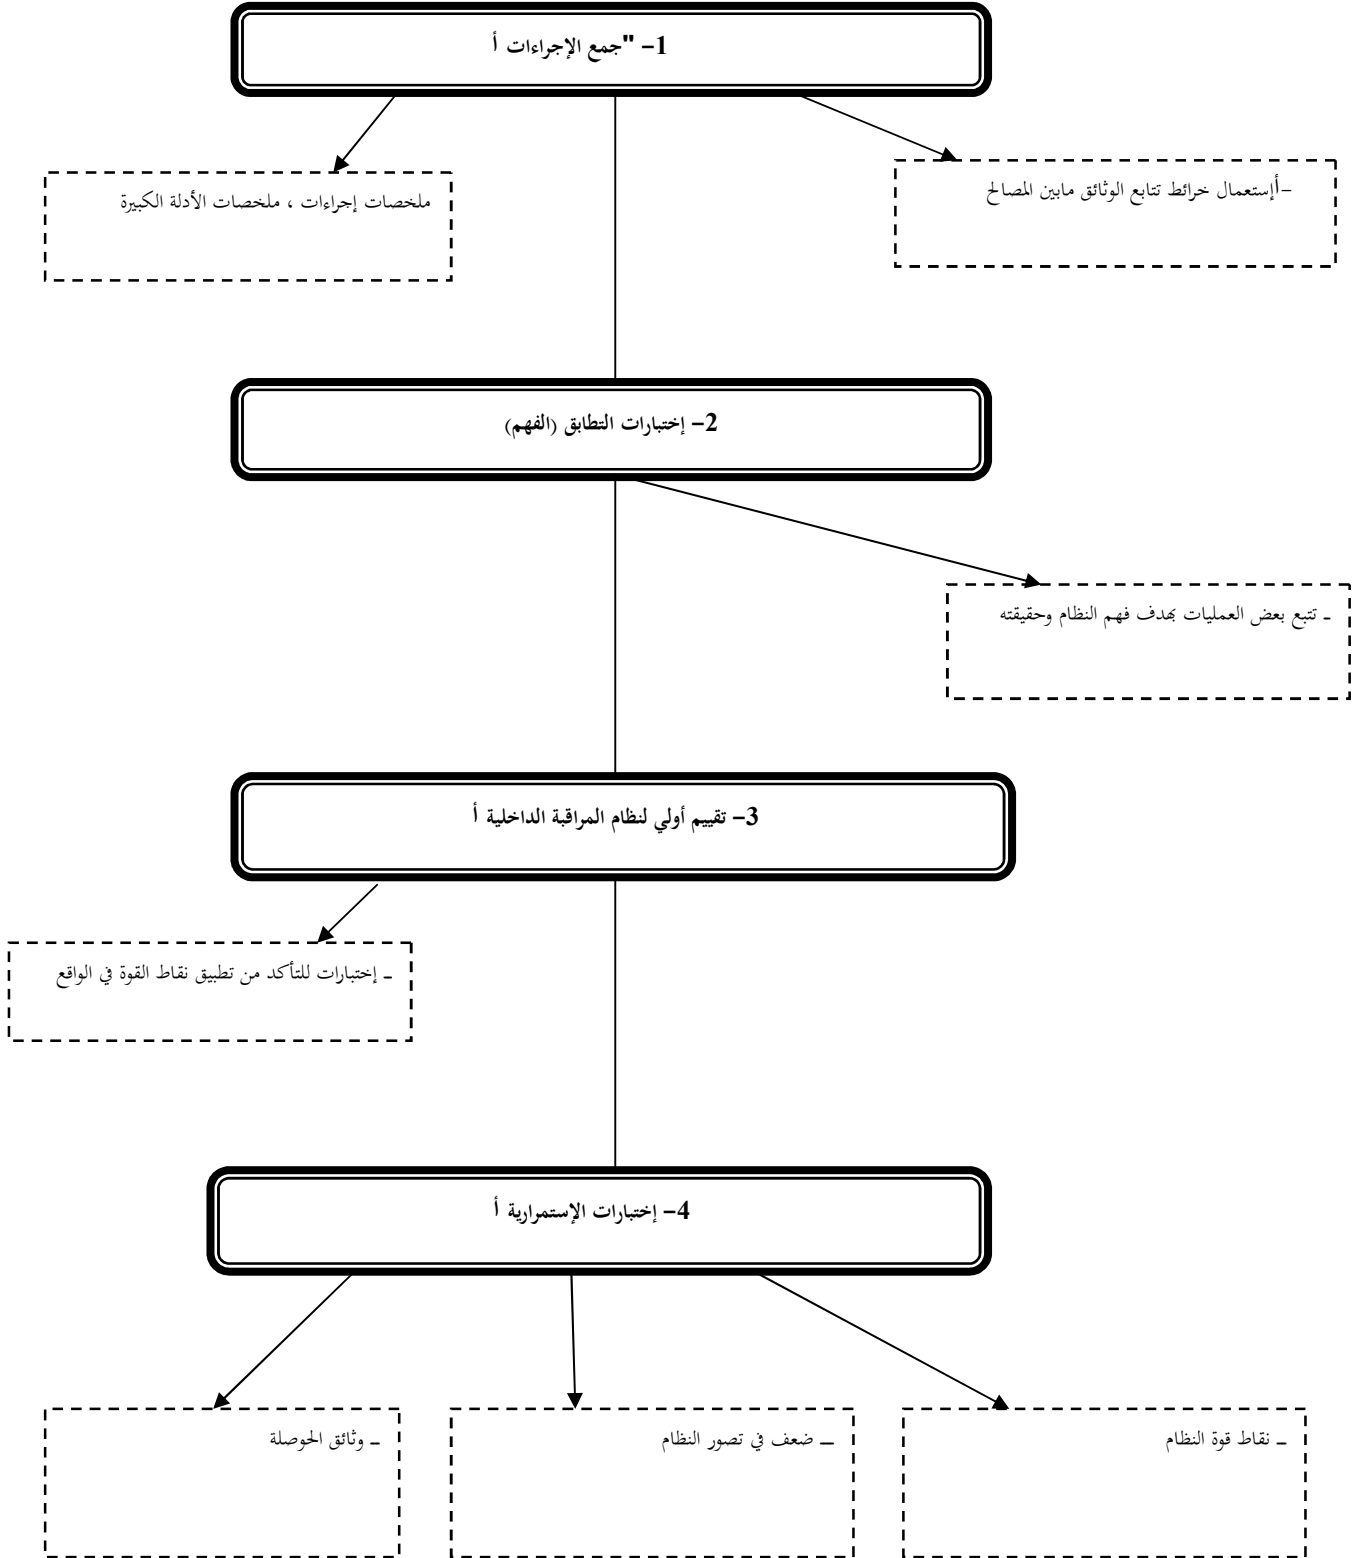 1- "جمع الإجراءات أ
-أإستعمال خرائط تتابع الوثائق مابين المصالح
ملخصات إجراءات ، ملخصات الأدلة الكبيرة
2- إختبارات التطابق (الفهم)
- تتبع بعض العمليات بهدف فهم النظام وحقيقته
3- تقييم أولي لنظام المراقبة الداخلية أ
- إختبارات للتأكد من تطبيق نقاط القوة في الواقع
4- إختبارات الإستمرارية أ
- نقاط قوة النظام
- ضعف في تصور النظام
- وثائق الحوصلة